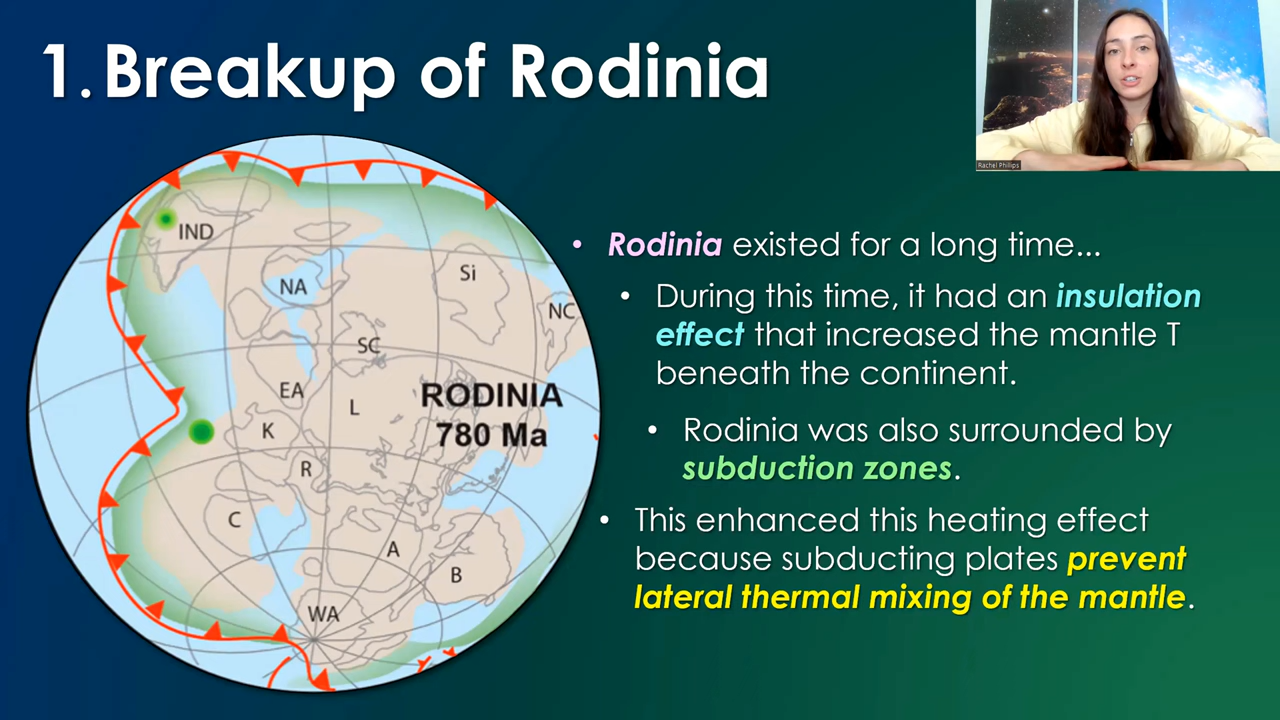 1. Breakup of Rodinia
Rachel Phillips
IND
NA
Si
NC
SC
EA
L
RODINIA
780 Ma
K
R
C
A
B
WA
• Rodinia existed for a long time...
• During this time, it had an insulation
effect that increased the mantle T
beneath the continent.
• Rodinia was also surrounded by
subduction zones.
• This enhanced this heating effect
because subducting plates prevent
lateral thermal mixing of the mantle.